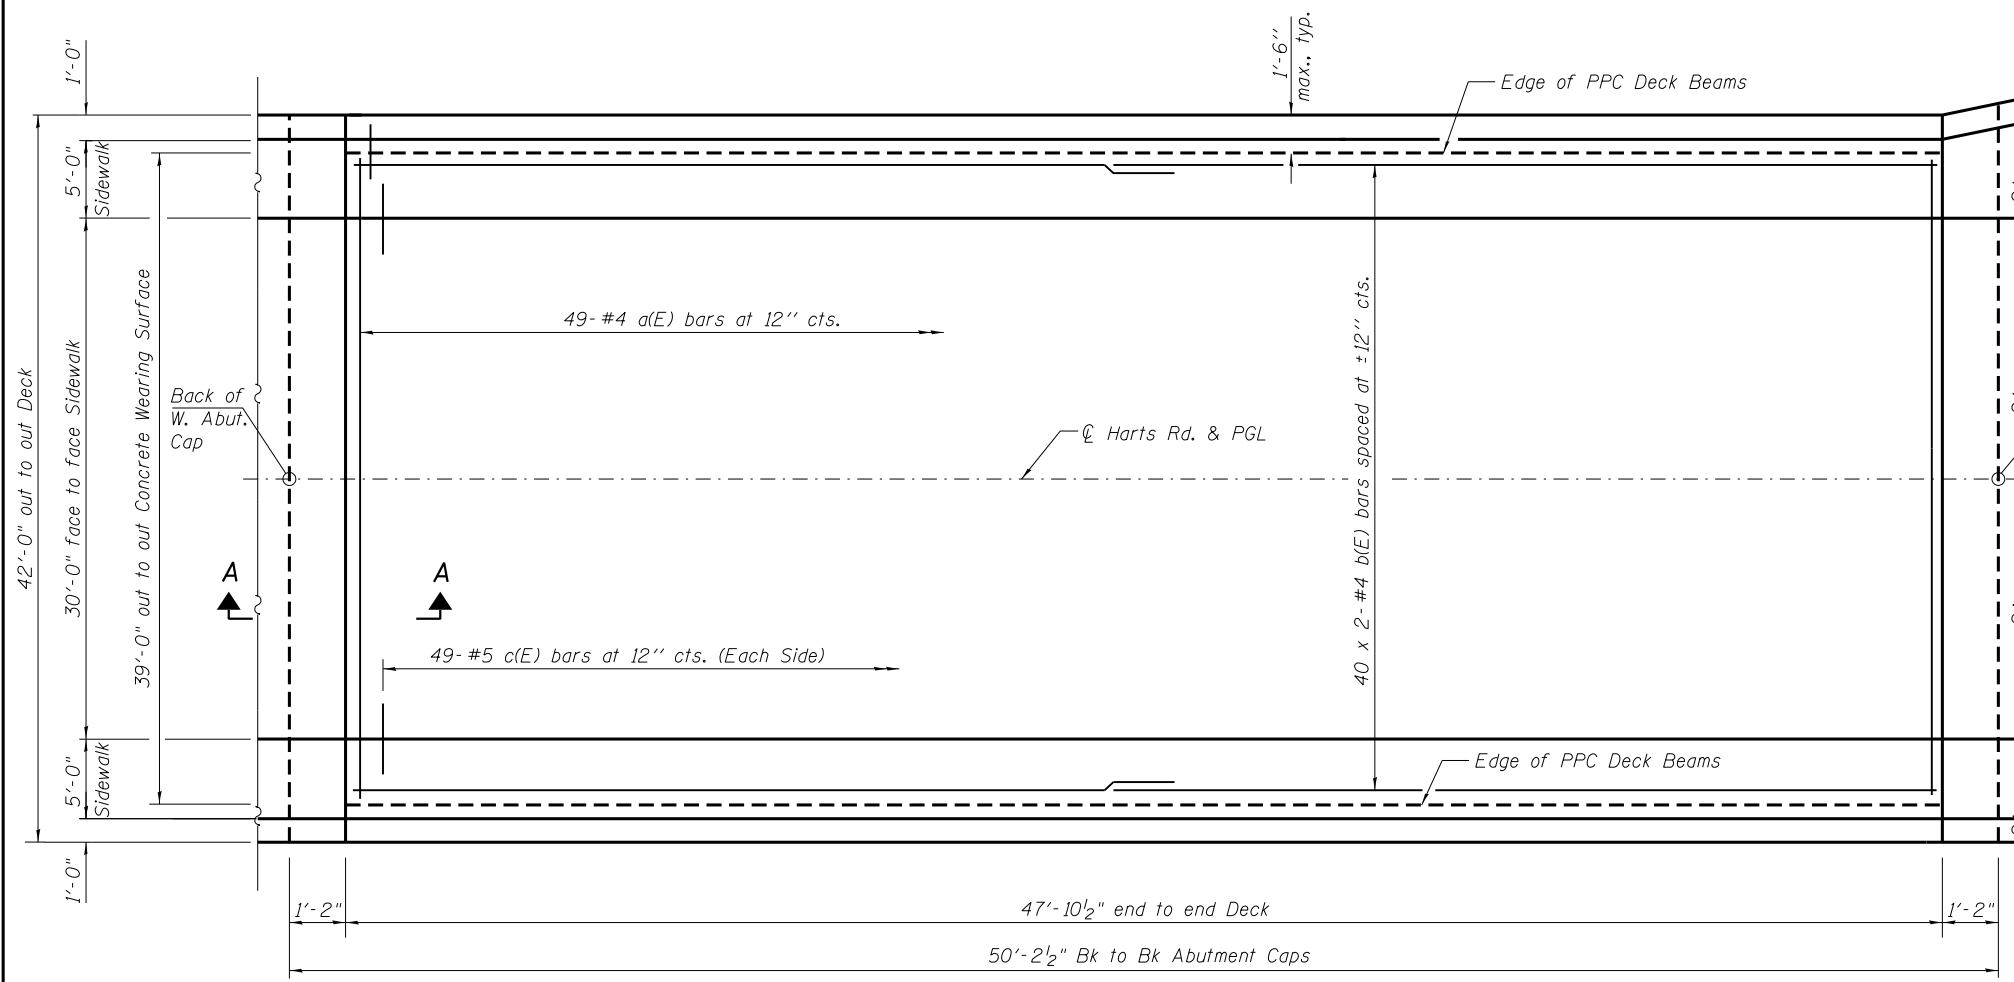 1'-0"
1'-6''
max., typ.
Edge of PPC Deck Beams
5'-0"
Sidewalk
49-#4 a(E) bars at 12'' cts.
42'-0" out to out Deck
30'-0" face to face Sidewalk
39'-0" out to out Concrete Wearing Surface
Back of
W. Abut.
Cap
℄ Harts Rd. & PGL
40 x 2-#4 b(E) bars spaced at ±12'' cts.
A
A
49-#5 c(E) bars at 12'' cts. (Each Side)
5'-0"
Sidewalk
Edge of PPC Deck Beams
1'-0"
1'-2"
47'-10½" end to end Deck
1'-2"
50'-2½" Bk to Bk Abutment Caps